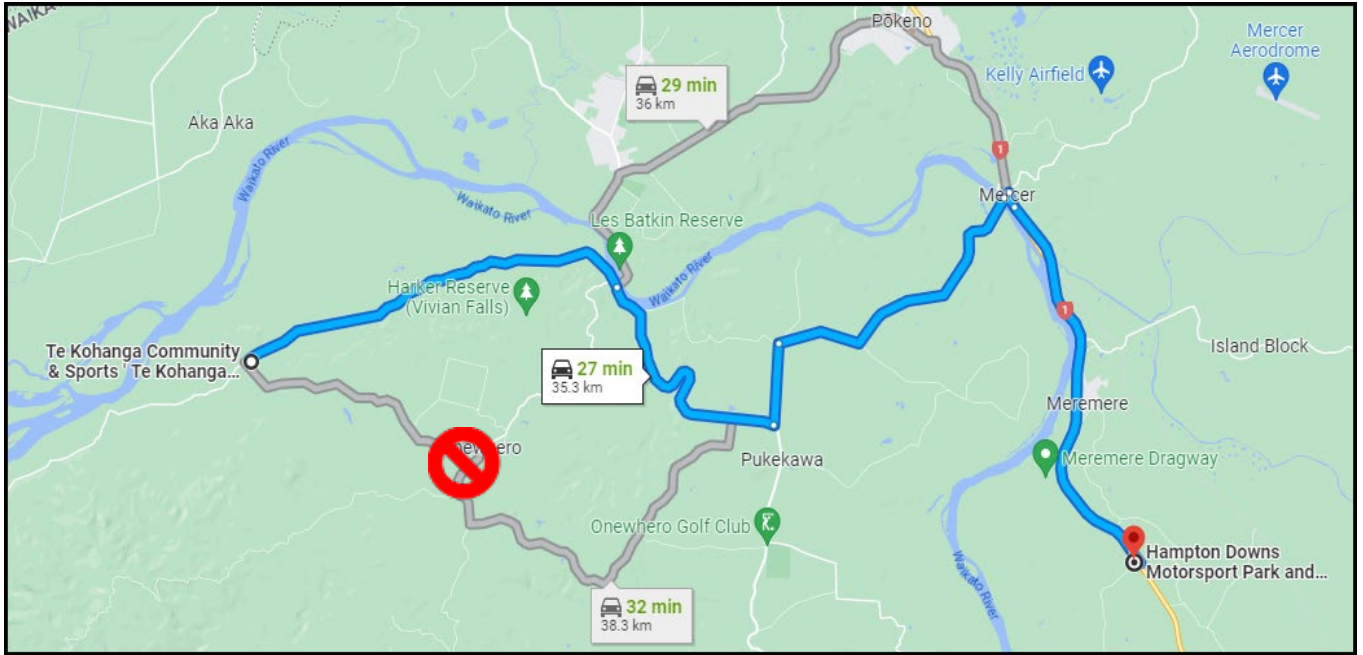 WAIKA
Pōkeno
Mercer
Aerodrome
Kelly Airfield
29 min
36 km
Aka Aka
1
Waikato River
Mercer
Waikato River
Les Batkin Reserve
Waikato River
Harker Reserve
(Vivian Falls)
1
Te Kohanga Community
& Sports ' Te Kohanga...
27 min
35.3 km
Island Block
Meremere
Pukekawa
Meremere Dragway
Onewhero Golf Club
Hampton Downs
Motorsport Park and...
Waikato River
32 min
38.3 km